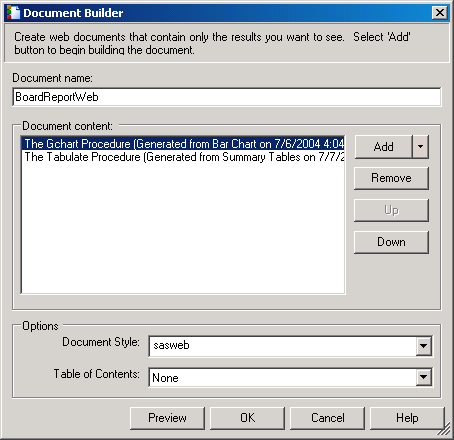 Document Builder
Create web documents that contain only the results you want to see. Select 'Add'
button to begin building the document.
Document name:
BoardReportWeb
Document content:
The Gchart Procedure (Generated from Bar Chart on 7/6/2004 4:04
The Tabulate Procedure (Generated from Summary Tables on 7/7/2
Add
Remove
Up
Down
Options
Document Style:
sasweb
Table of Contents:
None
Preview
OK
Cancel
Help